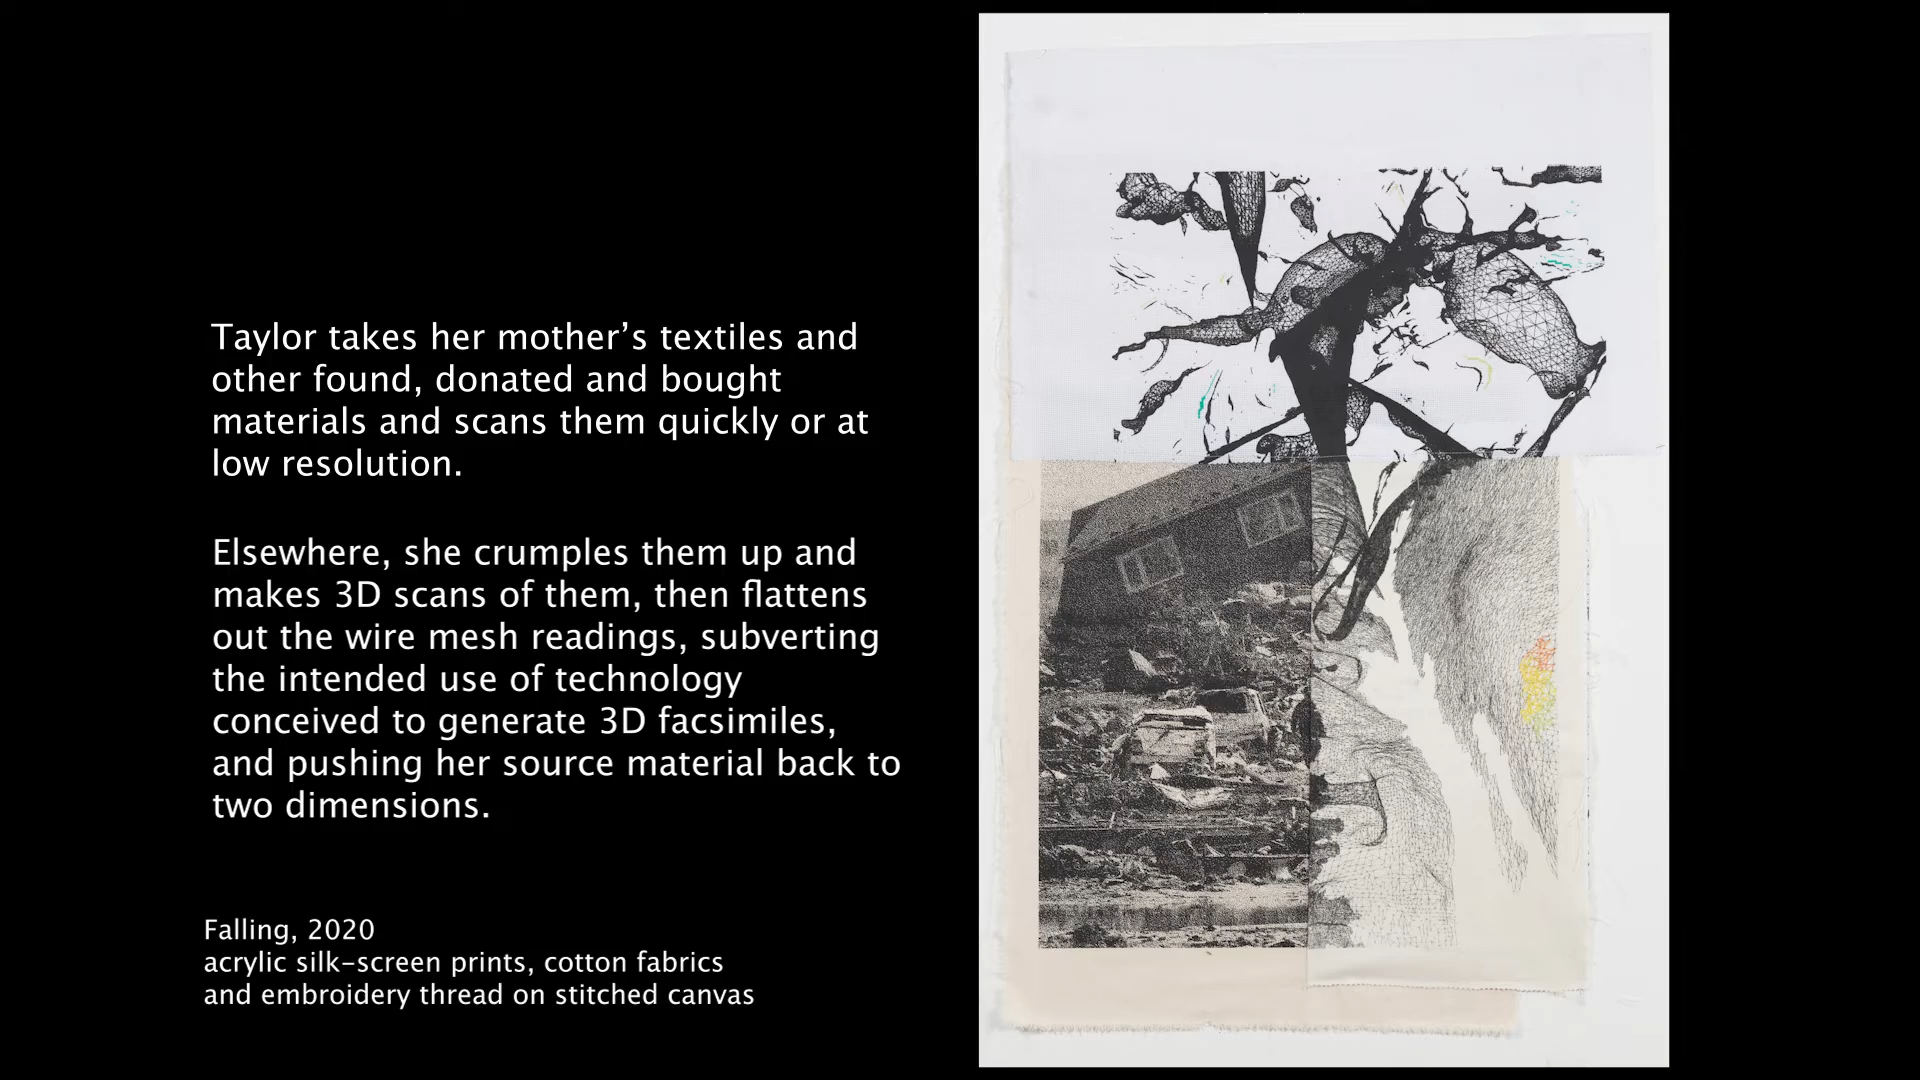 Taylor takes her mother’s textiles and
other found, donated and bought
materials and scans them quickly or at
low resolution.
Elsewhere, she crumples them up and
makes 3D scans of them, then flattens
out the wire mesh readings, subverting
the intended use of technology
conceived to generate 3D facsimiles,
and pushing her source material back to
two dimensions.
Falling, 2020
acrylic silk-screen prints, cotton fabrics
and embroidery thread on stitched canvas